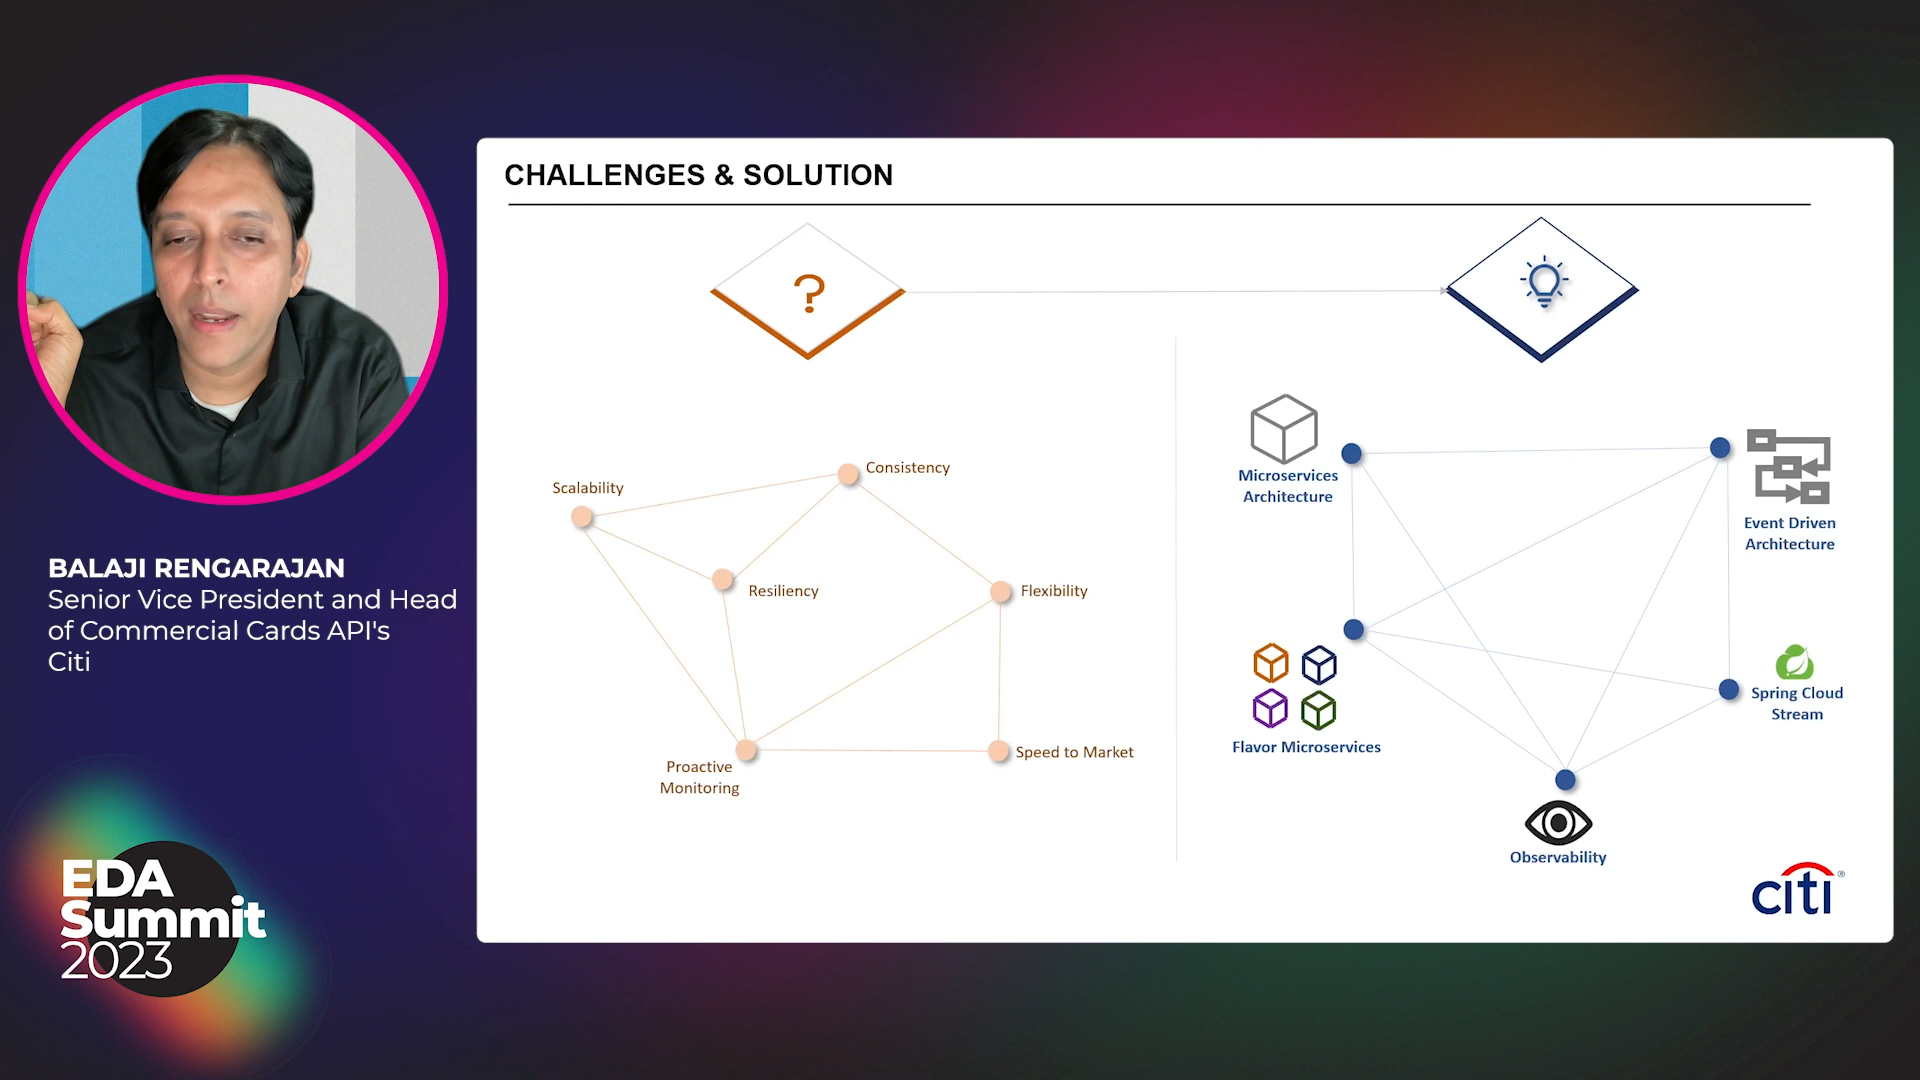 CHALLENGES & SOLUTION
?
Scalability
Consistency
Resiliency
Flexibility
Proactive
Monitoring
Speed to Market
Microservices
Architecture
Event Driven
Architecture
Flavor Microservices
Spring Cloud
Stream
Observability
citi®
BALAJI RENGARAJAN
Senior Vice President and Head
of Commercial Cards API's
Citi
EDA
Summit
2023